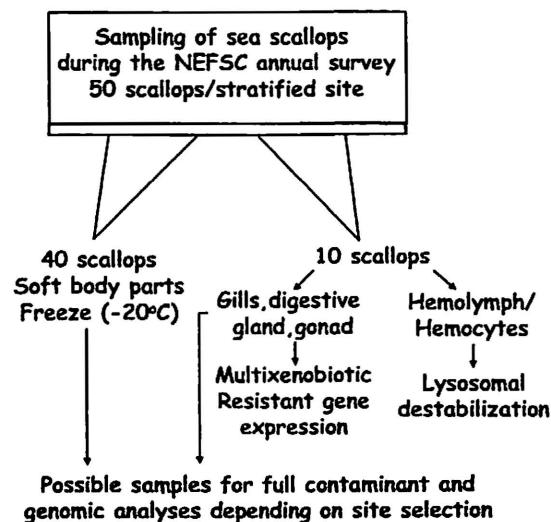 Sampling of sea scallops
during the NEFSC annual survey
50 scallops/stratified site
40 scallops
Soft body parts
Freeze (-20°C)
10 scallops
Gills,digestive
gland,gonad
Multixenobiotic
Resistant gene
expression
Hemolymph/
Hemocytes
Lysosomal
destabilization
Possible samples for full contaminant and
genomic analyses depending on site selection